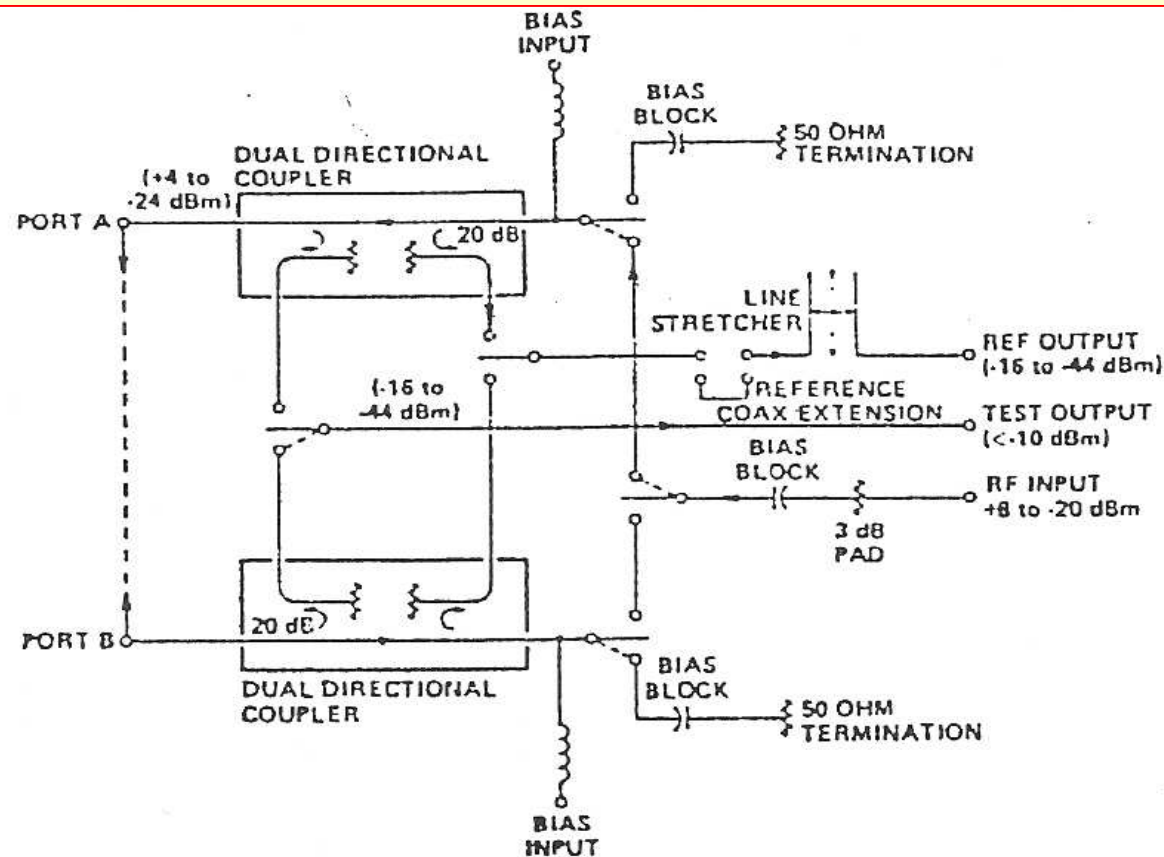 BIAS
INPUT
BIAS
BLOCK
50 OHM
TERMINATION
DUAL DIRECTIONAL
COUPLER
(+4 to
-24 dBm)
PORT A
20 dB
LINE
STRETCHER
REF OUTPUT
(-16 to -44 dBm)
(-16 to
-44 dBm)
REFERENCE
COAX EXTENSION
TEST OUTPUT
(<-10 dBm)
BIAS
BLOCK
RF INPUT
+8 to -20 dBm
3 dB
PAD
20 dB
PORT B
DUAL DIRECTIONAL
COUPLER
BIAS
BLOCK
50 OHM
TERMINATION
BIAS
INPUT